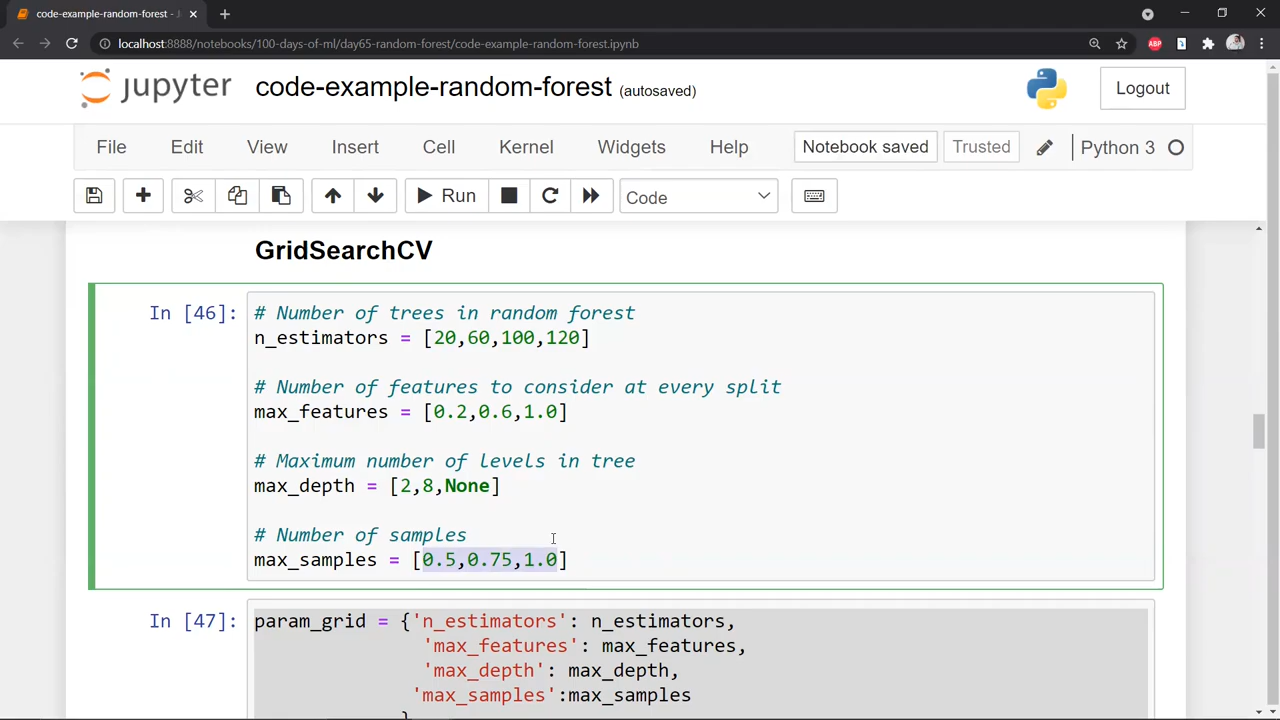 code-example-random-forest - J
localhost:8888/notebooks/100-days-of-ml/day65-random-forest/code-example-random-forest.ipynb
ABP
jupyter code-example-random-forest (autosaved)
Logout
File Edit View Insert Cell Kernel Widgets Help Notebook saved Trusted Python 3
Run Code
GridSearchCV
In [46]: # Number of trees in random forest
n_estimators = [20,60,100,120]
# Number of features to consider at every split
max_features = [0.2,0.6,1.0]
# Maximum number of levels in tree
max_depth = [2,8,None]
# Number of samples
max_samples = [0.5,0.75,1.0]
In [47]: param_grid = {'n_estimators': n_estimators,
'max_features': max_features,
'max_depth': max_depth,
'max_samples':max_samples
}